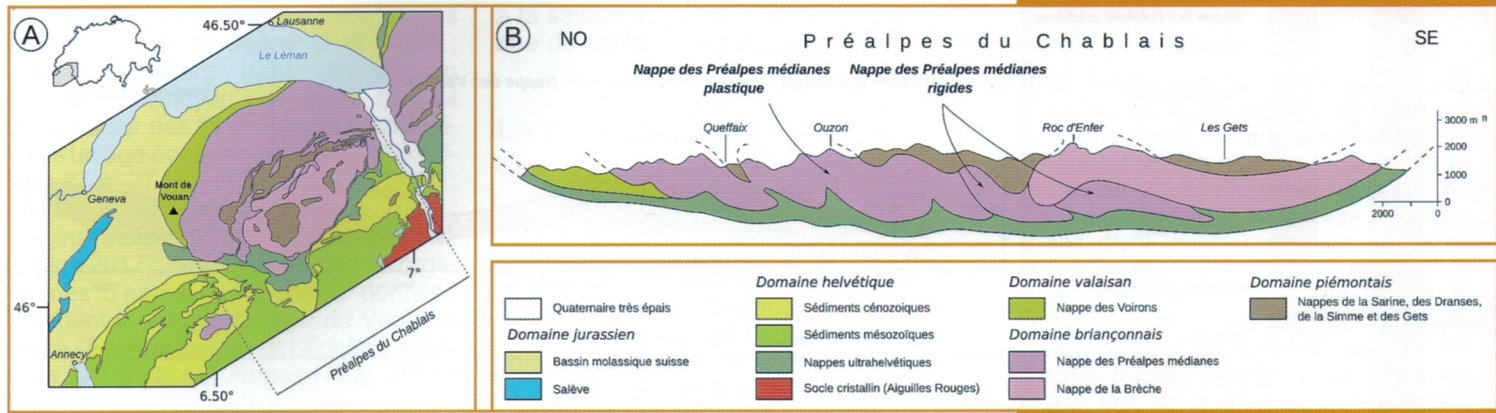 A
46.50°
Lausanne
Le Léman
Geneva
Mont de
Vouan
46°
Annecy
6.50°
7°
Préalpes du Chablais
B
NO
Préalpes du Chablais
SE
Nappe des Préalpes médianes
plastique
Nappe des Préalpes médianes
rigides
Queffaix
Ouzon
Roc d'Enfer
Les Gets
3000 m
2000
1000
0
2000
0
Quaternaire très épais
Domaine jurassien
Bassin molassique suisse
Salève
Domaine helvétique
Sédiments cénozoiques
Sédiments mésozoïques
Nappes ultrahelvétiques
Socle cristallin (Aiguilles Rouges)
Domaine valaisan
Nappe des Voirons
Domaine briançonnais
Nappe des Préalpes médianes
Nappe de la Brèche
Domaine piémontais
Nappes de la Sarine, des Dranses,
de la Simme et des Gets